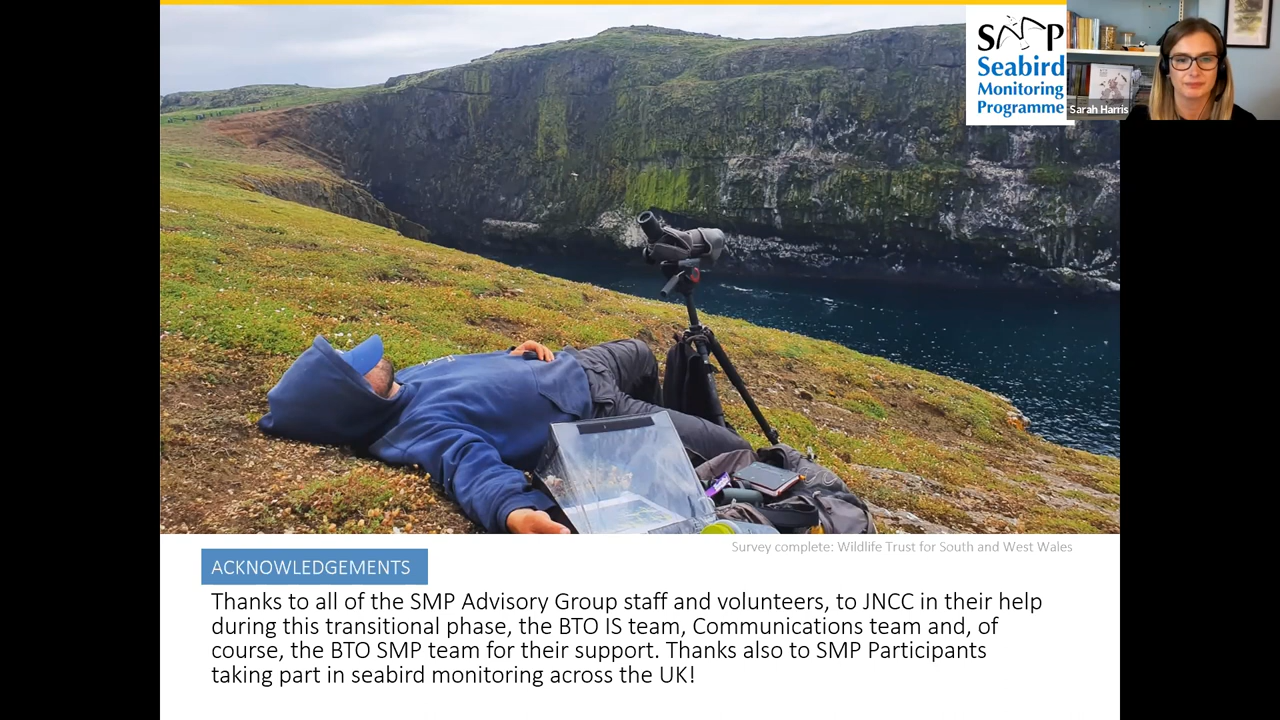 SMP
Seabird
Monitoring
Programme
Sarah Harris
Survey complete: Wildlife Trust for South and West Wales
ACKNOWLEDGEMENTS
Thanks to all of the SMP Advisory Group staff and volunteers, to JNCC in their help
during this transitional phase, the BTO IS team, Communications team and, of
course, the BTO SMP team for their support. Thanks also to SMP Participants
taking part in seabird monitoring across the UK!